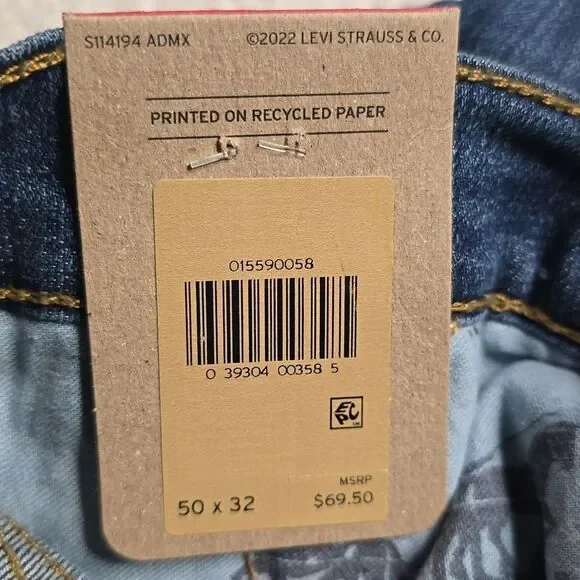 S114194 ADMX ©2022 LEVI STRAUSS & CO.
PRINTED ON RECYCLED PAPER
015590058
0 39304 00358 5
EPC
MSRP
50 x 32 $69.50